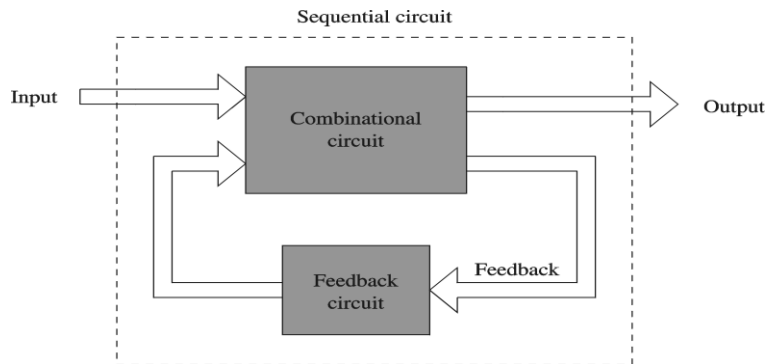 Sequential circuit
Input
Combinational
circuit
Output
Feedback
Feedback
circuit